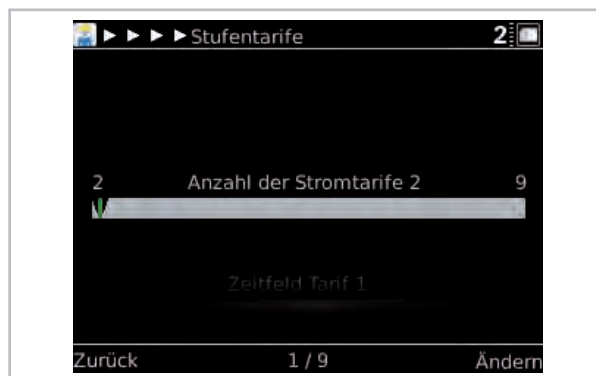 ► ► ► ► Stufentarife 2
2 Anzahl der Stromtarife 2 9
Zeitfeld Tarif 1
Zurück 1 / 9 Ändern